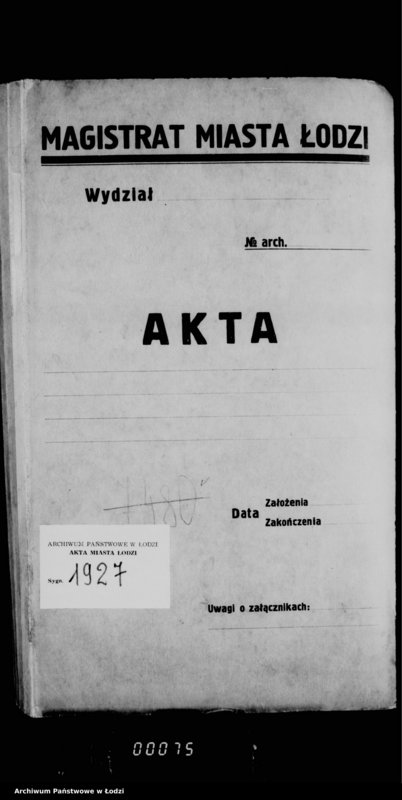 MAGISTRAT MIASTA ŁODZI
Wydział
№ arch.
AKTA
Data
Założenia
Zakończenia
ARCHIWUM PAŃSTWOWE W ŁODZI
AKTA MIASTA ŁODZI
Sygn. 1927
Uwagi o załącznikach:
00075
Archiwum Państwowe w Łodzi